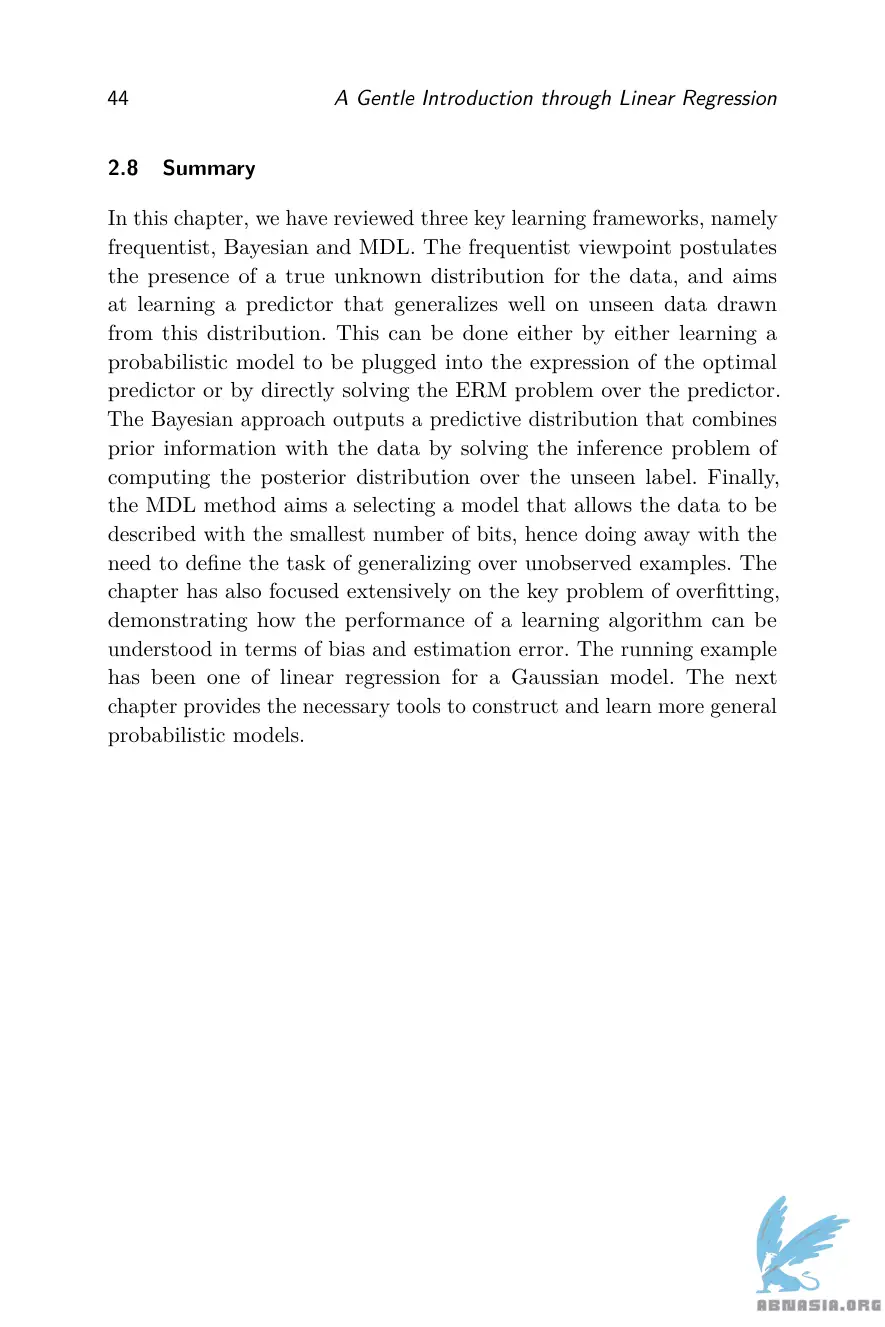 44 A Gentle Introduction through Linear Regression
2.8 Summary
In this chapter, we have reviewed three key learning frameworks, namely
frequentist, Bayesian and MDL. The frequentist viewpoint postulates
the presence of a true unknown distribution for the data, and aims
at learning a predictor that generalizes well on unseen data drawn
from this distribution. This can be done either by either learning a
probabilistic model to be plugged into the expression of the optimal
predictor or by directly solving the ERM problem over the predictor.
The Bayesian approach outputs a predictive distribution that combines
prior information with the data by solving the inference problem of
computing the posterior distribution over the unseen label. Finally,
the MDL method aims a selecting a model that allows the data to be
described with the smallest number of bits, hence doing away with the
need to define the task of generalizing over unobserved examples. The
chapter has also focused extensively on the key problem of overfitting,
demonstrating how the performance of a learning algorithm can be
understood in terms of bias and estimation error. The running example
has been one of linear regression for a Gaussian model. The next
chapter provides the necessary tools to construct and learn more general
probabilistic models.
ABNASIA.ORG